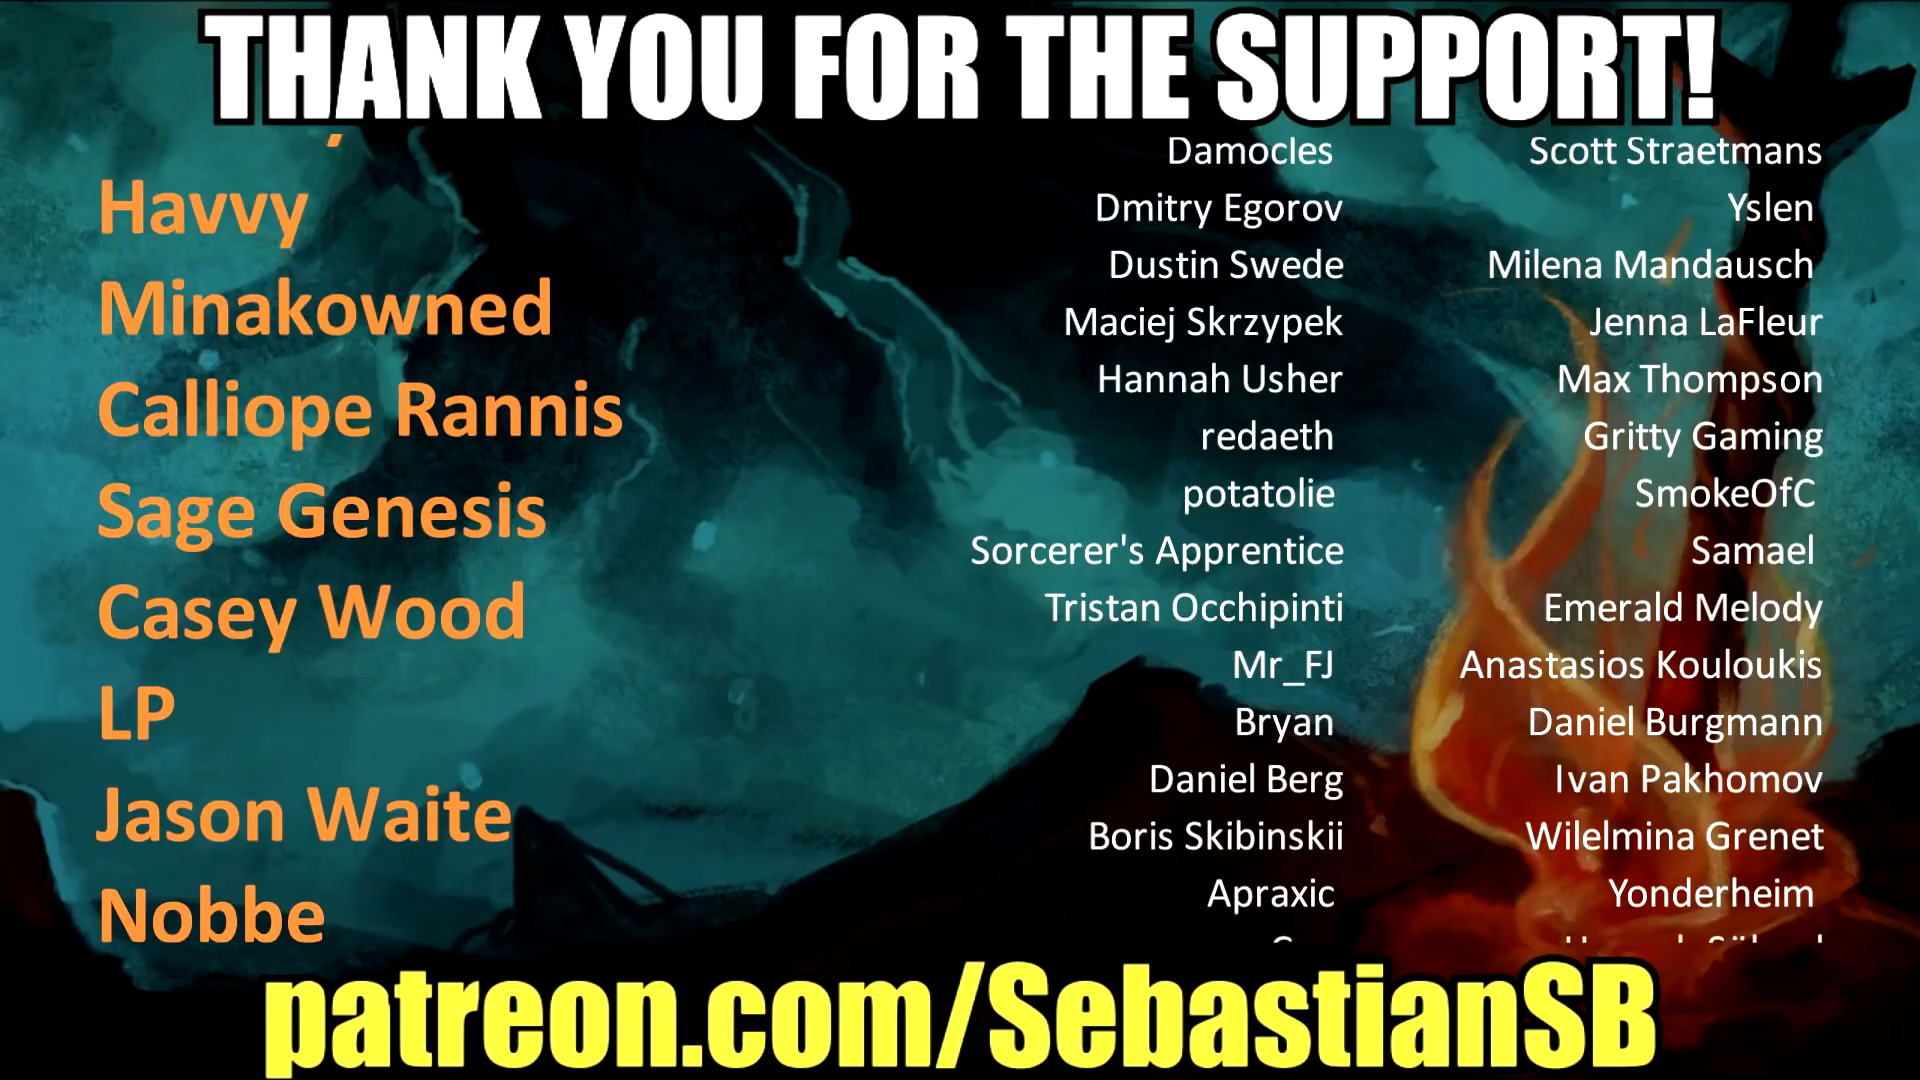 THANK YOU FOR THE SUPPORT!
Havvy
Minakowned
Calliope Rannis
Sage Genesis
Casey Wood
LP
Jason Waite
Nobbe
Damocles
Dmitry Egorov
Dustin Swede
Maciej Skrzypek
Hannah Usher
redaeth
potatolie
Sorcerer's Apprentice
Tristan Occhipinti
Mr_FJ
Bryan
Daniel Berg
Boris Skibinskii
Apraxic
Scott Straetmans
Yslen
Milena Mandausch
Jenna LaFleur
Max Thompson
Gritty Gaming
SmokeOfC
Samael
Emerald Melody
Anastasios Kouloukis
Daniel Burgmann
Ivan Pakhomov
Wilelmina Grenet
Yonderheim
patreon.com/SebastianSB